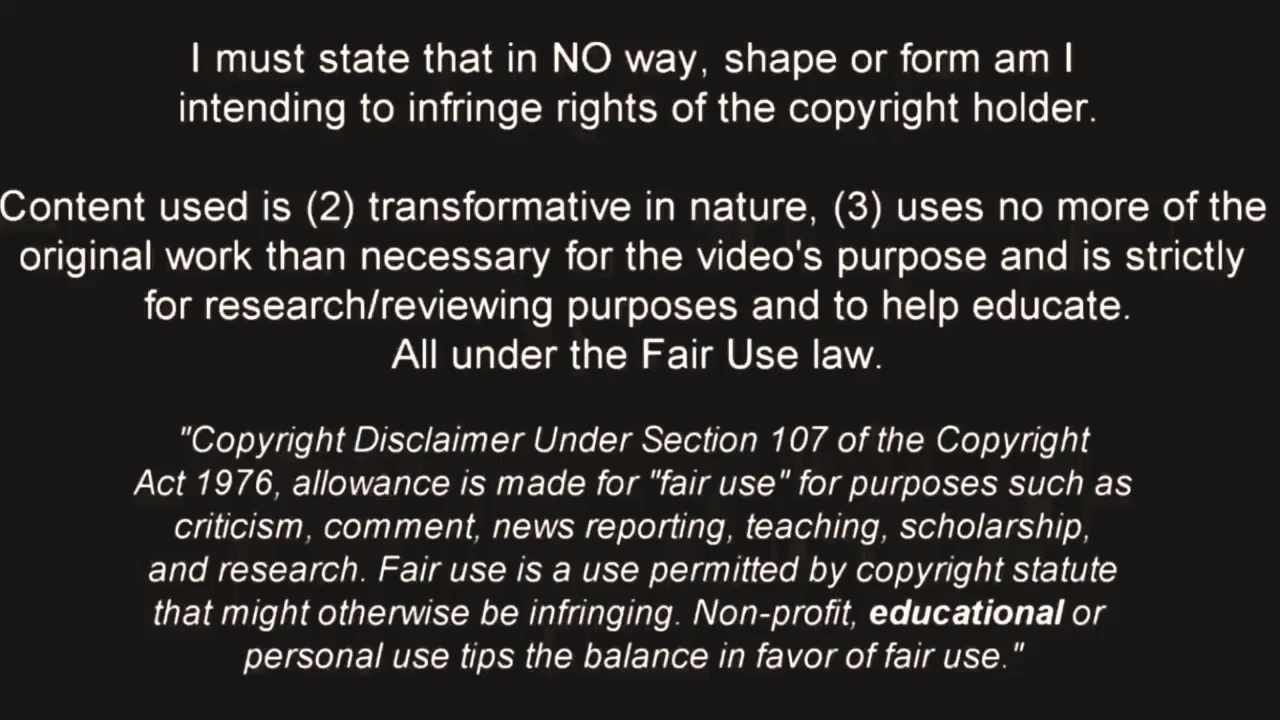 I must state that in NO way, shape or form am I
intending to infringe rights of the copyright holder.
Content used is (2) transformative in nature, (3) uses no more of the
original work than necessary for the video's purpose and is strictly
for research/reviewing purposes and to help educate.
All under the Fair Use law.
"Copyright Disclaimer Under Section 107 of the Copyright
Act 1976, allowance is made for "fair use" for purposes such as
criticism, comment, news reporting, teaching, scholarship,
and research. Fair use is a use permitted by copyright statute
that might otherwise be infringing. Non-profit, educational or
personal use tips the balance in favor of fair use."